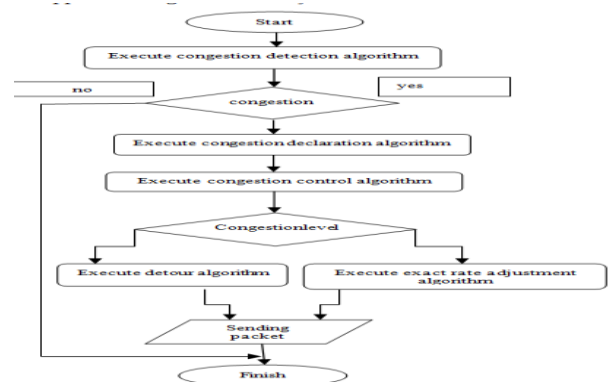 Start
Execute congestion detection algorithm
no
yes
congestion
Execute congestion declaration algorithm
Execute congestion control algorithm
Congestionlevel
Execute detour algorithm
Execute exact rate adjustment
algorithm
Sending
packet
Finish